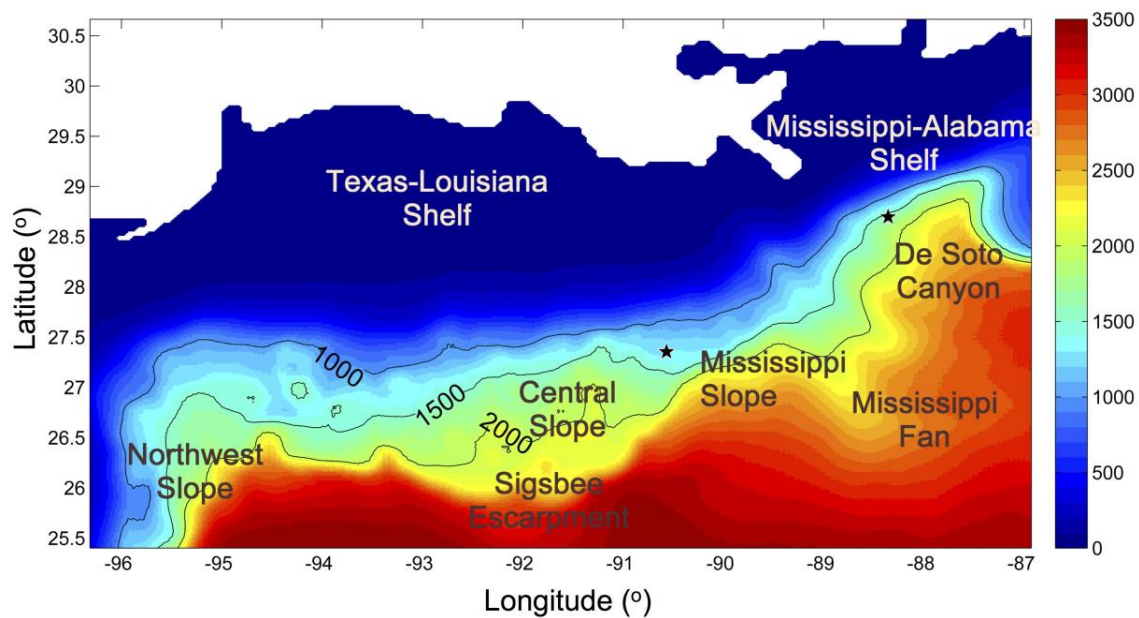 30.5
30
29.5
29
28.5
28
27.5
27
26.5
26
25.5
Latitude (º)
-96
-95
-94
-93
-92
-91
-90
-89
-88
-87
Longitude (º)
Mississippi-Alabama
Shelf
Texas-Louisiana
Shelf
De Soto
Canyon
1000
1500
2000
Central
Slope
Mississippi
Slope
Mississippi
Fan
Northwest
Slope
Sigsbee
Escarpment
3500
3000
2500
2000
1500
1000
500
0